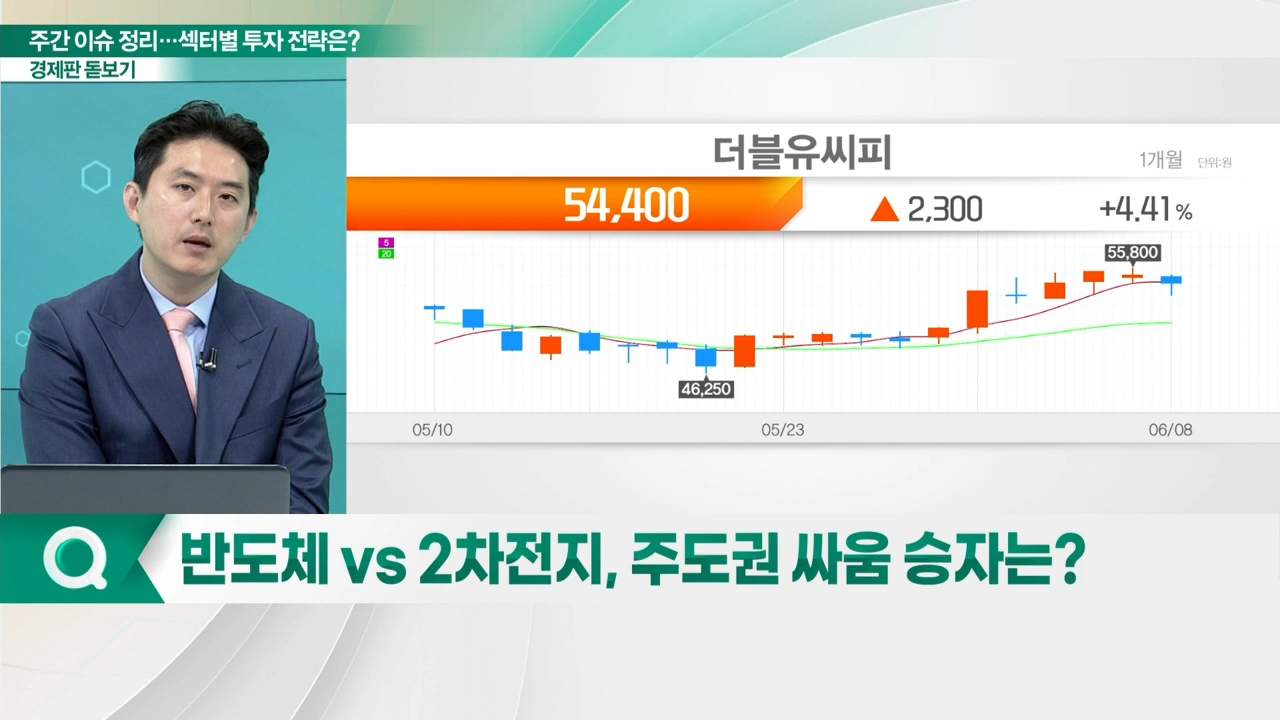 주간 이슈 정리…섹터별 투자 전략은?
경제판 돋보기
더블유씨피
1개월 단위:원
54,400 ▲ 2,300 +4.41%
5
20
55,800
46,250
05/10 05/23 06/08
반도체 vs 2차전지, 주도권 싸움 승자는?